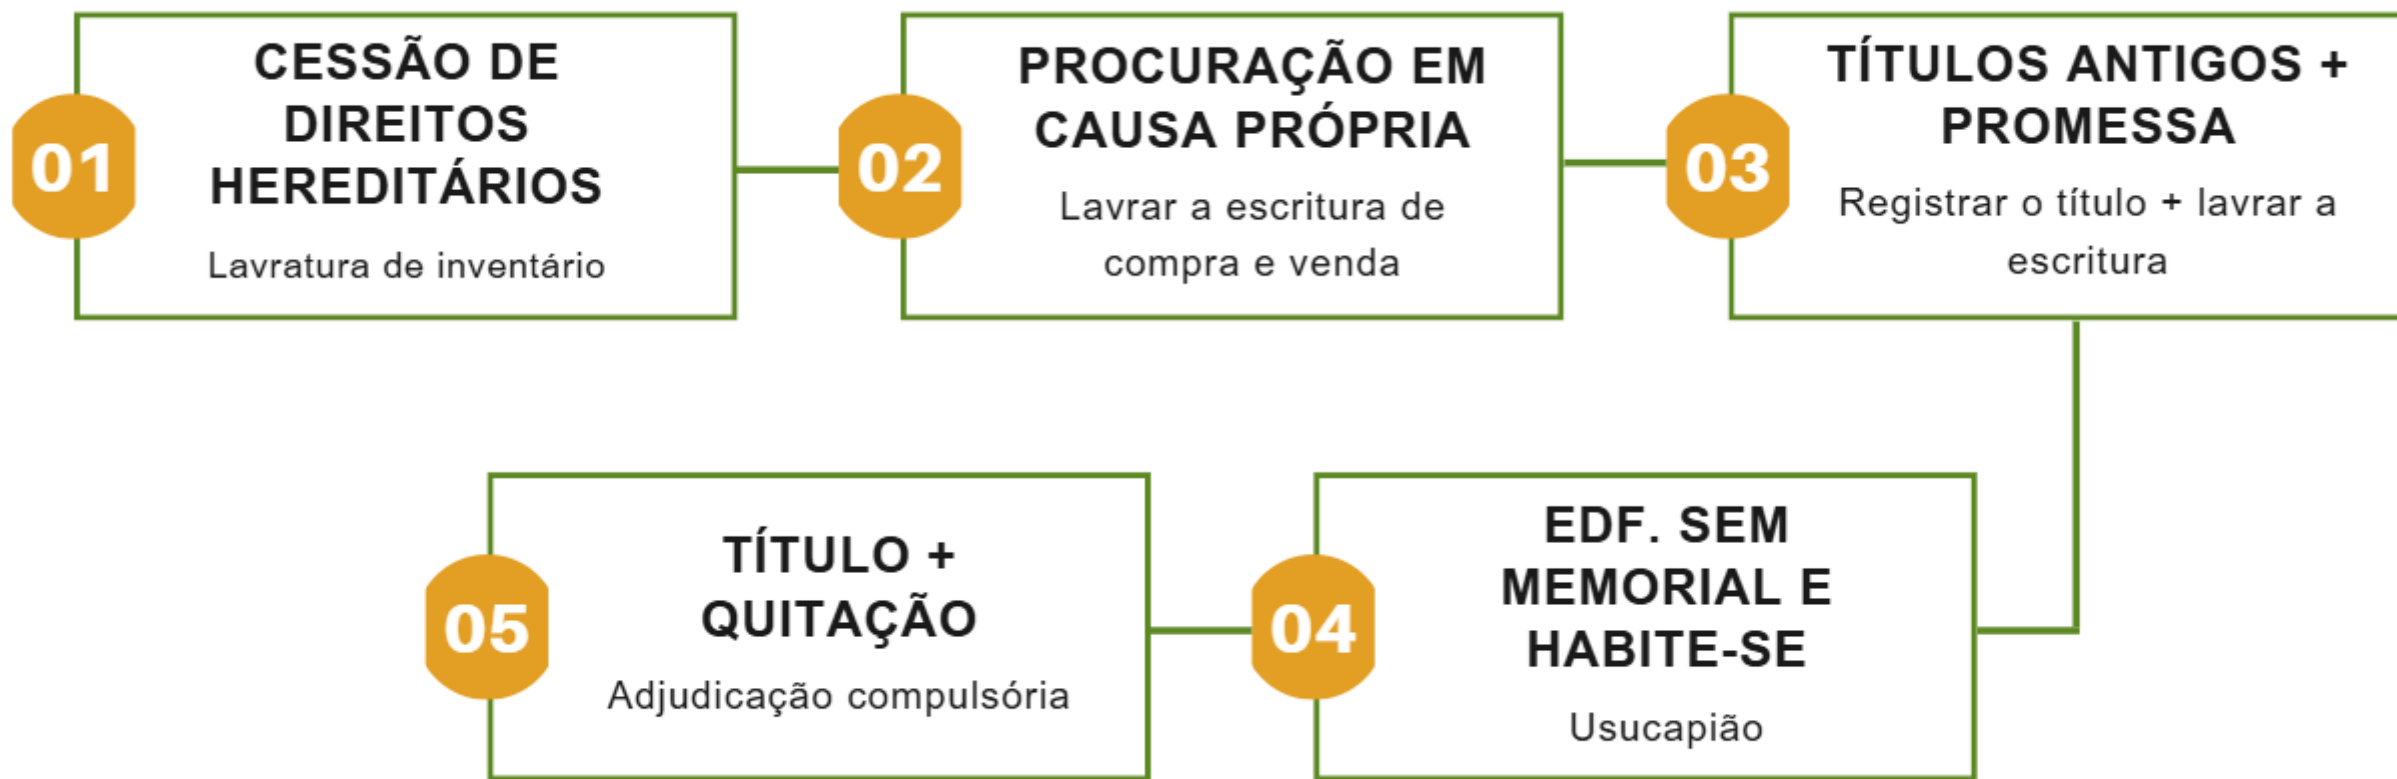 01
CESSÃO DE
DIREITOS
HEREDITÁRIOS
Lavratura de inventário
02
PROCURAÇÃO EM
CAUSA PRÓPRIA
Lavrar a escritura de
compra e venda
03
TÍTULOS ANTIGOS +
PROMESSA
Registrar o título + lavrar a
escritura
04
EDF. SEM
MEMORIAL E
HABITE-SE
Usucapião
05
TÍTULO +
QUITAÇÃO
Adjudicação compulsória